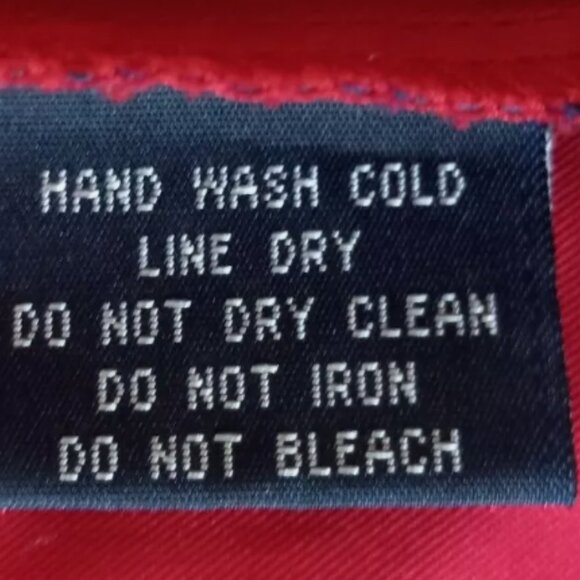 HAND WASH COLD
LINE DRY
DO NOT DRY CLEAN
DO NOT IRON
DO NOT BLEACH